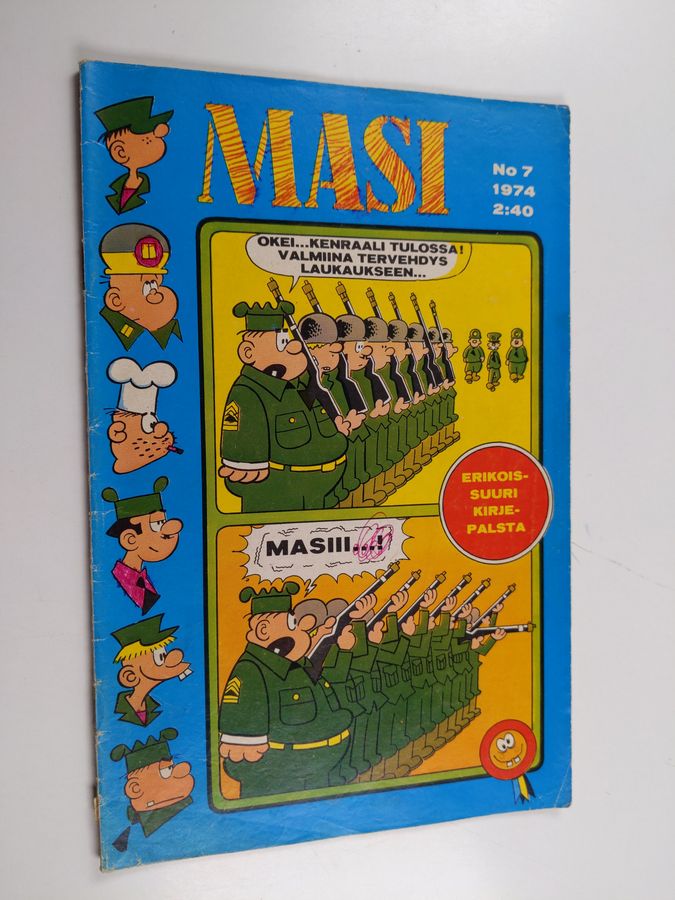 MASI
No 7
1974
2:40
OKEI...KENRAALI TULOSSA!
VALMIINA TERVEHDYS
LAUKAUKSEEN...
ERIKOIS-
SUURI
KIRJE-
PALSTA
MASIII...!